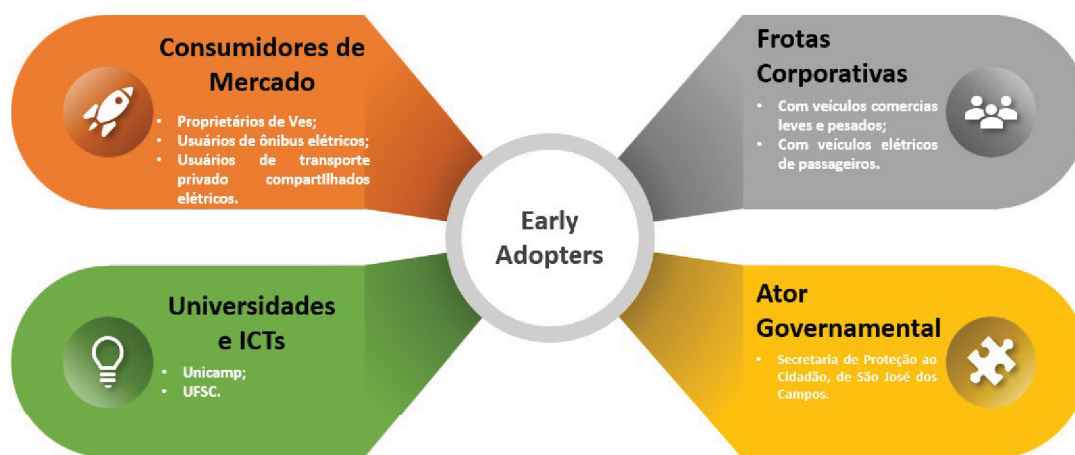 Consumidores de
Mercado
• Proprietários de Ves;
• Usuários de ônibus elétricos;
• Usuários de transporte
privado compartIlhados
elétricos.
Frotas
Corporativas
• Com veículos comercias
leves e pesados;
• Com veículos elétricos
de passageiros.
Early
Adopters
Universidades
e ICTs
• Unicamp;
• UFSC.
Ator
Governamental
• Secretaria de Proteção ao
Cidadão, de São José dos
Campos.